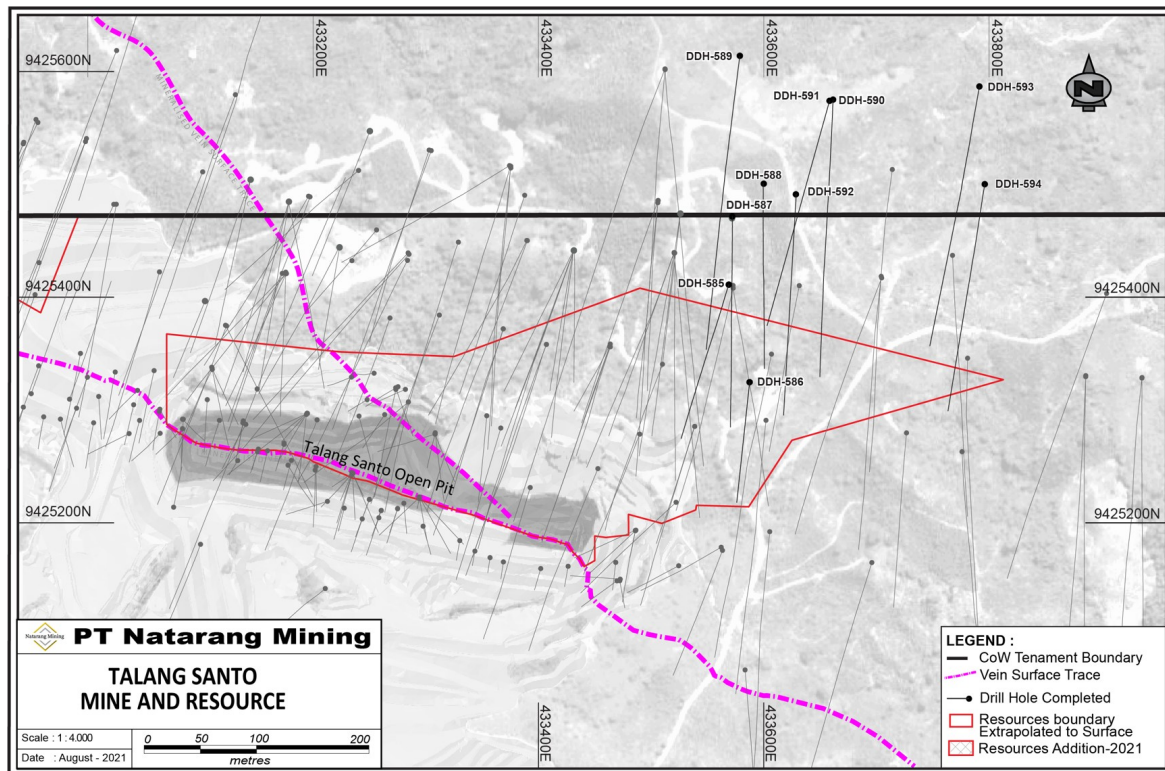 433200E
433400E
433600E
433800E
9425600N
DDH-589
DDH-591
DDH-590
DDH-593
DDH-588
DDH-592
DDH-594
DDH-587
9425400N
9425400N
DDH-585
DDH-586
Talang Santo Open Pit
9425200N
9425200N
433400E
433600E
Natarang Mining
PT Natarang Mining
TALANG SANTO
MINE AND RESOURCE
Scale : 1 : 4.000
Date : August - 2021
0 50 100 200
metres
LEGEND :
CoW Tenament Boundary
Vein Surface Trace
Drill Hole Completed
Resources boundary
Extrapolated to Surface
Resources Addition-2021
N